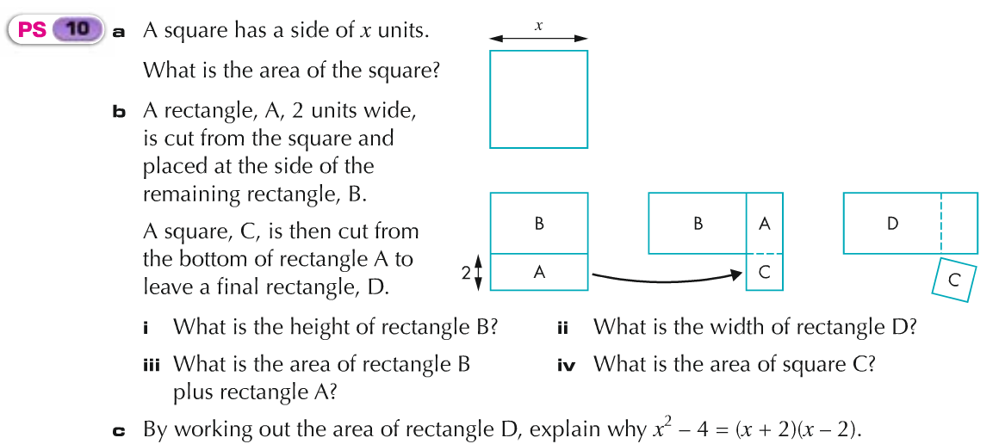 PS 10 a A square has a side of x units.
x
What is the area of the square?
b A rectangle, A, 2 units wide,
is cut from the square and
placed at the side of the
remaining rectangle, B.
A square, C, is then cut from
the bottom of rectangle A to
leave a final rectangle, D.
B
2
A
B
A
C
D
C
i What is the height of rectangle B?
ii What is the width of rectangle D?
iii What is the area of rectangle B
plus rectangle A?
iv What is the area of square C?
c By working out the area of rectangle D, explain why x² – 4 = (x + 2)(x – 2).